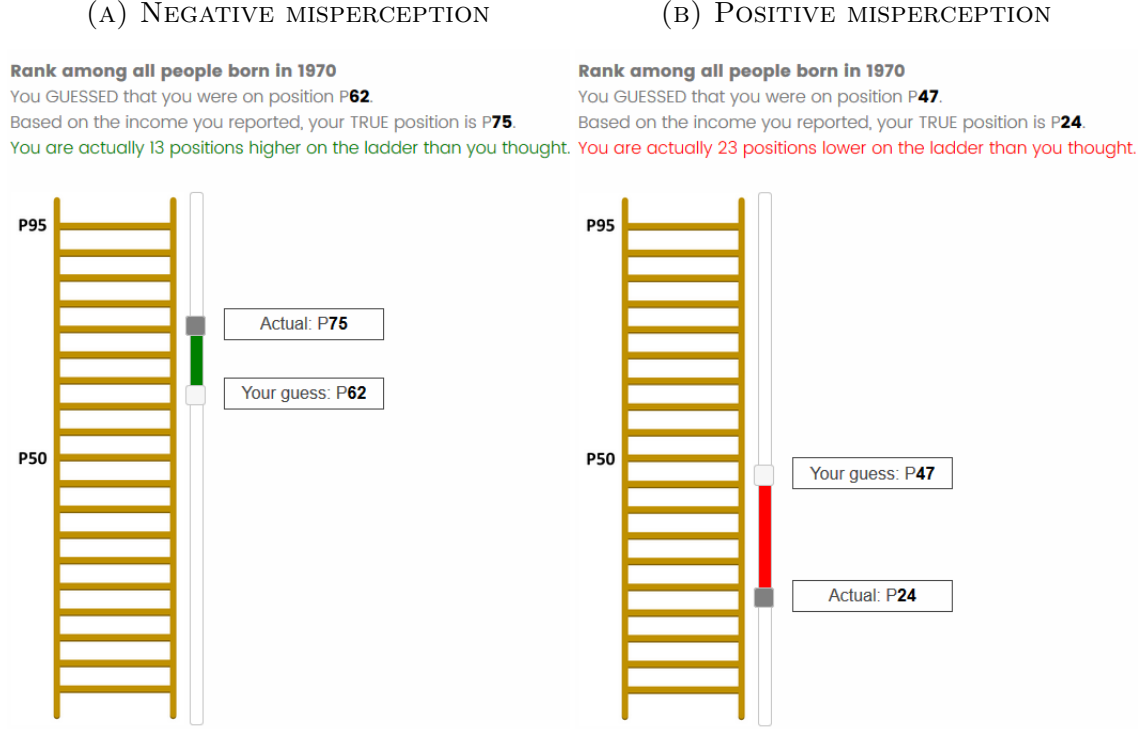 (A) Negative misperception
Rank among all people born in 1970
You GUESSED that you were on position P62.
Based on the income you reported, your TRUE position is P75.
You are actually 13 positions higher on the ladder than you thought.
P95
Actual: P75
Your guess: P62
P50
(B) Positive misperception
Rank among all people born in 1970
You GUESSED that you were on position P47.
Based on the income you reported, your TRUE position is P24.
You are actually 23 positions lower on the ladder than you thought.
P95
P50
Your guess: P47
Actual: P24